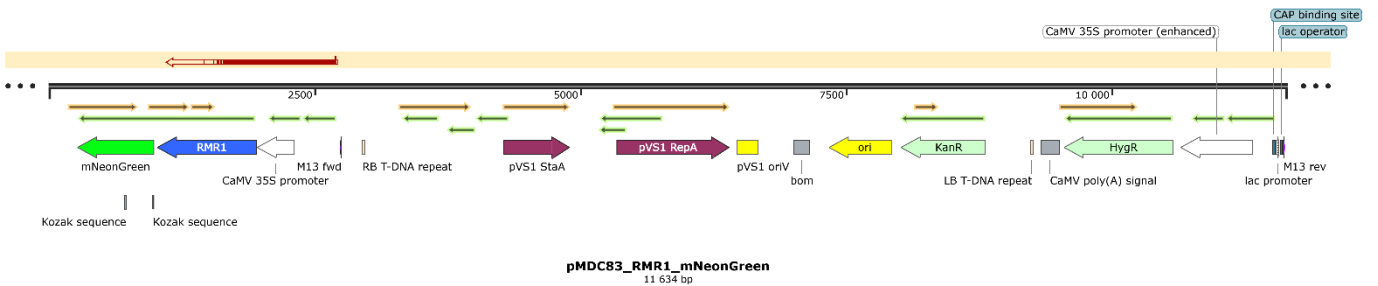 CAP binding site
CaMV 35S promoter (enhanced)
lac operator
2500
5000
7500
10 000
mNeonGreen
RMR1
CaMV 35S promoter
M13 fwd
RB T-DNA repeat
pVS1 StaA
pVS1 RepA
pVS1 oriV
bom
ori
KanR
LB T-DNA repeat
CaMV poly(A) signal
HygR
lac promoter
M13 rev
Kozak sequence
Kozak sequence
pMDC83_RMR1_mNeonGreen
11 634 bp